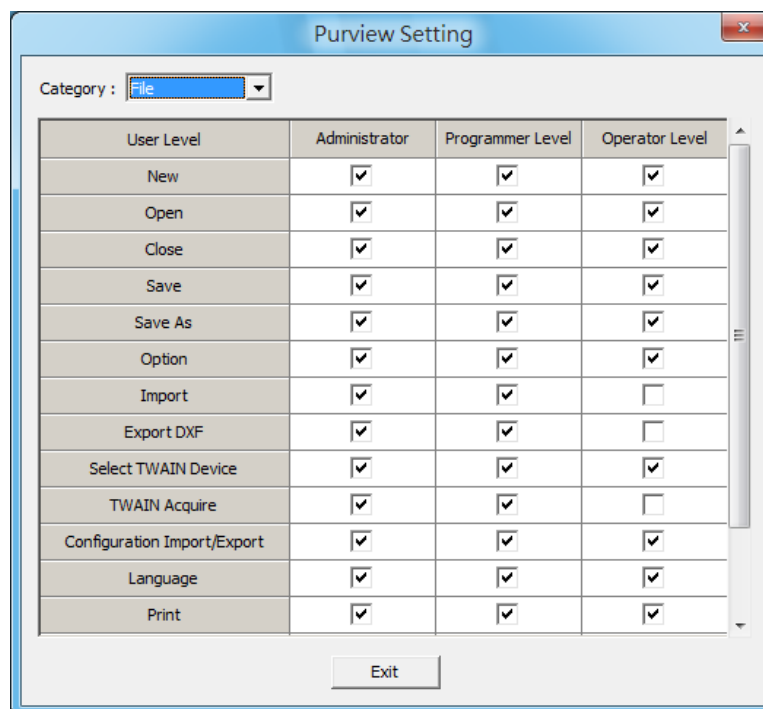 Purview Setting
Category : File
User Level Administrator Programmer Level Operator Level
New
Open
Close
Save
Save As
Option
Import
Export DXF
Select TWAIN Device
TWAIN Acquire
Configuration Import/Export
Language
Print
Exit